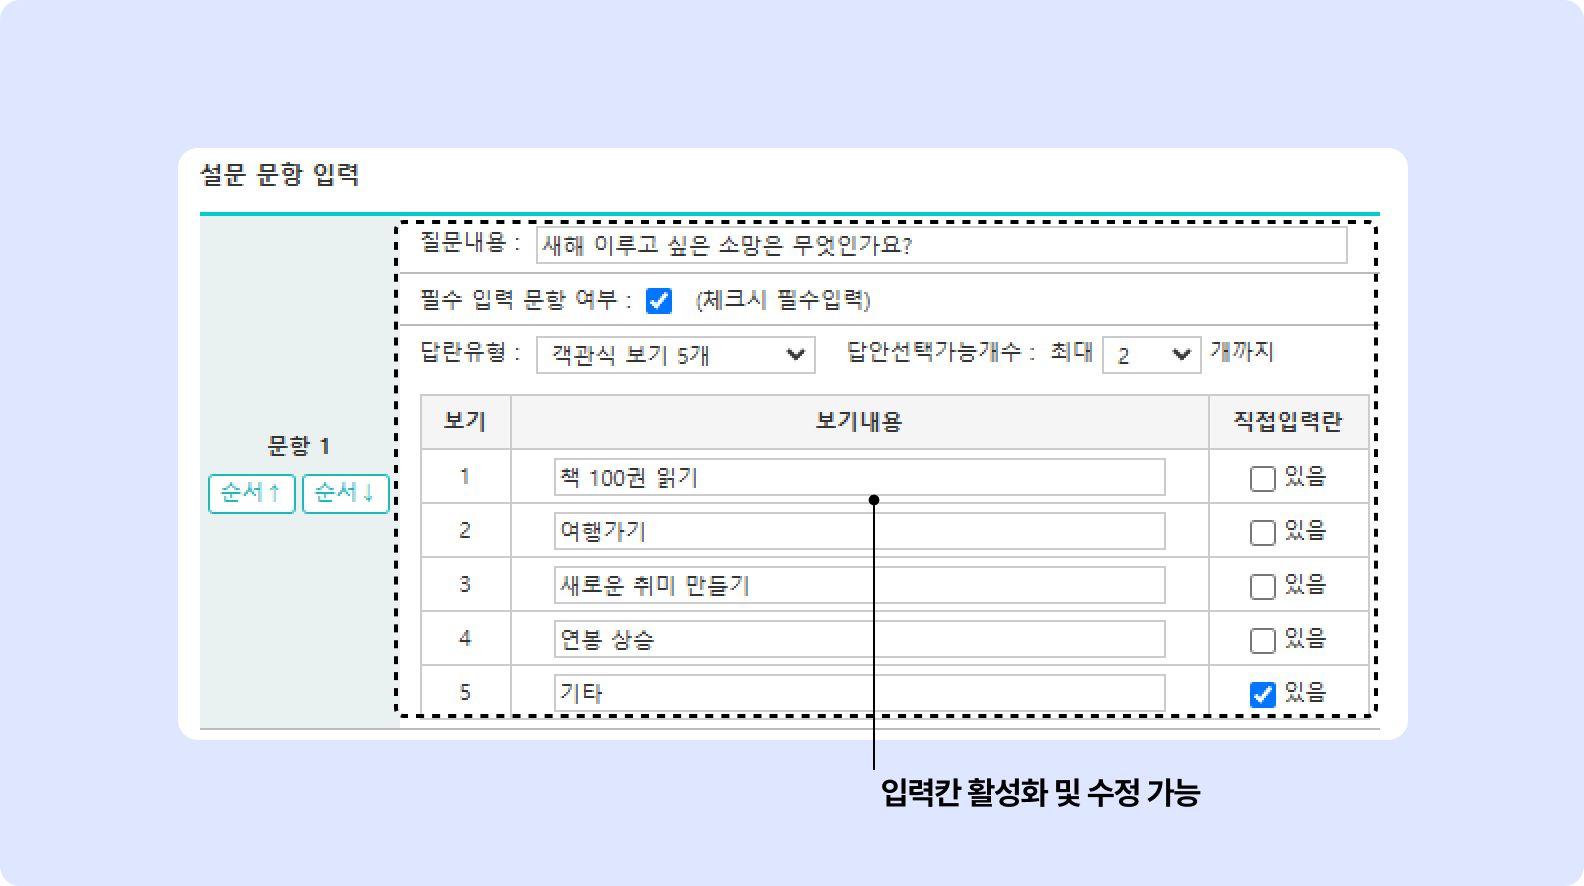 설문 문항 입력
질문내용 : 새해 이루고 싶은 소망은 무엇인가요?
필수 입력 문항 여부 : (체크시 필수입력)
답란유형 : 객관식 보기 5개 답안선택가능개수 : 최대 2 개까지
문항 1
순서↑ 순서↓
보기 보기내용 직접입력란
1 책 100권 읽기 있음
2 여행가기 있음
3 새로운 취미 만들기 있음
4 연봉 상승 있음
5 기타 있음
입력칸 활성화 및 수정 가능